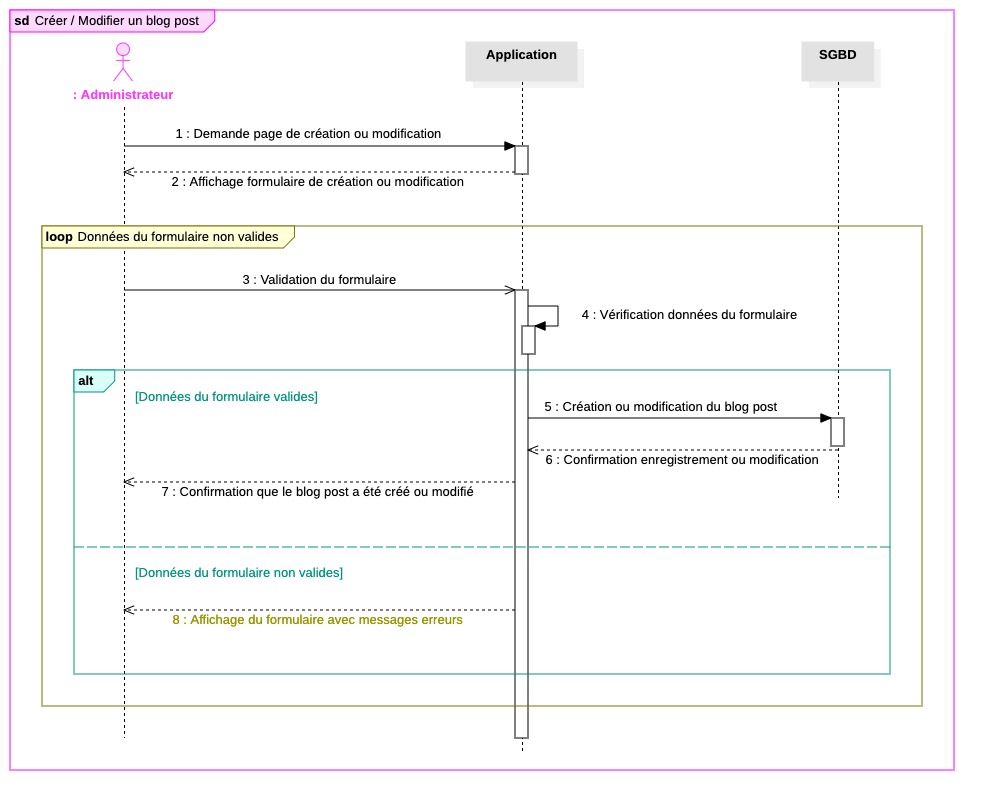 sd Créer / Modifier un blog post
Application
SGBD
: Administrateur
1 : Demande page de création ou modification
2 : Affichage formulaire de création ou modification
loop Données du formulaire non valides
3 : Validation du formulaire
4 : Vérification données du formulaire
alt
[Données du formulaire valides]
5 : Création ou modification du blog post
6 : Confirmation enregistrement ou modification
7 : Confirmation que le blog post a été créé ou modifié
[Données du formulaire non valides]
8 : Affichage du formulaire avec messages erreurs